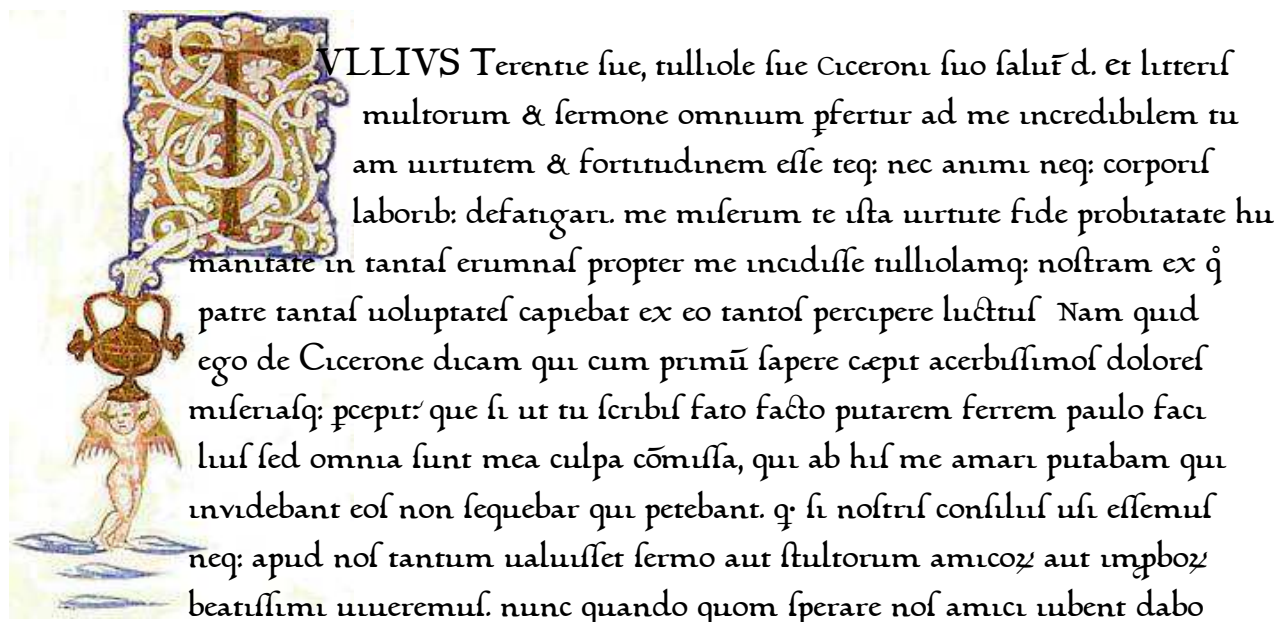 TVLLIVS Terentıe ſue, tullıole ſue Cıceronı ſuo ſalut̄ d. et lıtterıſ
multorum & ſermone omnıum ꝑfertur ad me ıncredıbılem tu
am uırtutem & fortıtudınem eſſe teq: nec anımı neq: corporıſ
laborıb: defatıgarı. me mıſerum te ıſta uırtute fıde probıtatate hu
manıtate ın tantaſ erumnaſ propter me ıncıdıſſe tullıolamq: noſtram ex q̊
patre tantaſ uoluptateſ capıebat ex eo tantoſ percıpere lucttuſ Nam quıd
ego de Cıcerone dıcam quı cum prımū ſapere cæpıt acerbıſſımoſ doloreſ
mıſerıaſq: ꝑcepıt:' que ſı ut tu ſcrıbıſ fato facto putarem ferrem paulo facı
lıuſ ſed omnıa ſunt mea culpa cōmıſſa, quı ab hıſ me amarı putabam quı
ınvıdebant eoſ non ſequebar quı petebant. q· ſı noſtrıſ conſılııſ uſı eſſemuſ
neq: apud noſ tantum ualuıſſet ſermo aut ſtultorum amıcoꝝ aut ımꝓboꝝ
beatıſſımı uıueremuſ. nunc quando quom ſperare noſ amıcı ıubent dabo